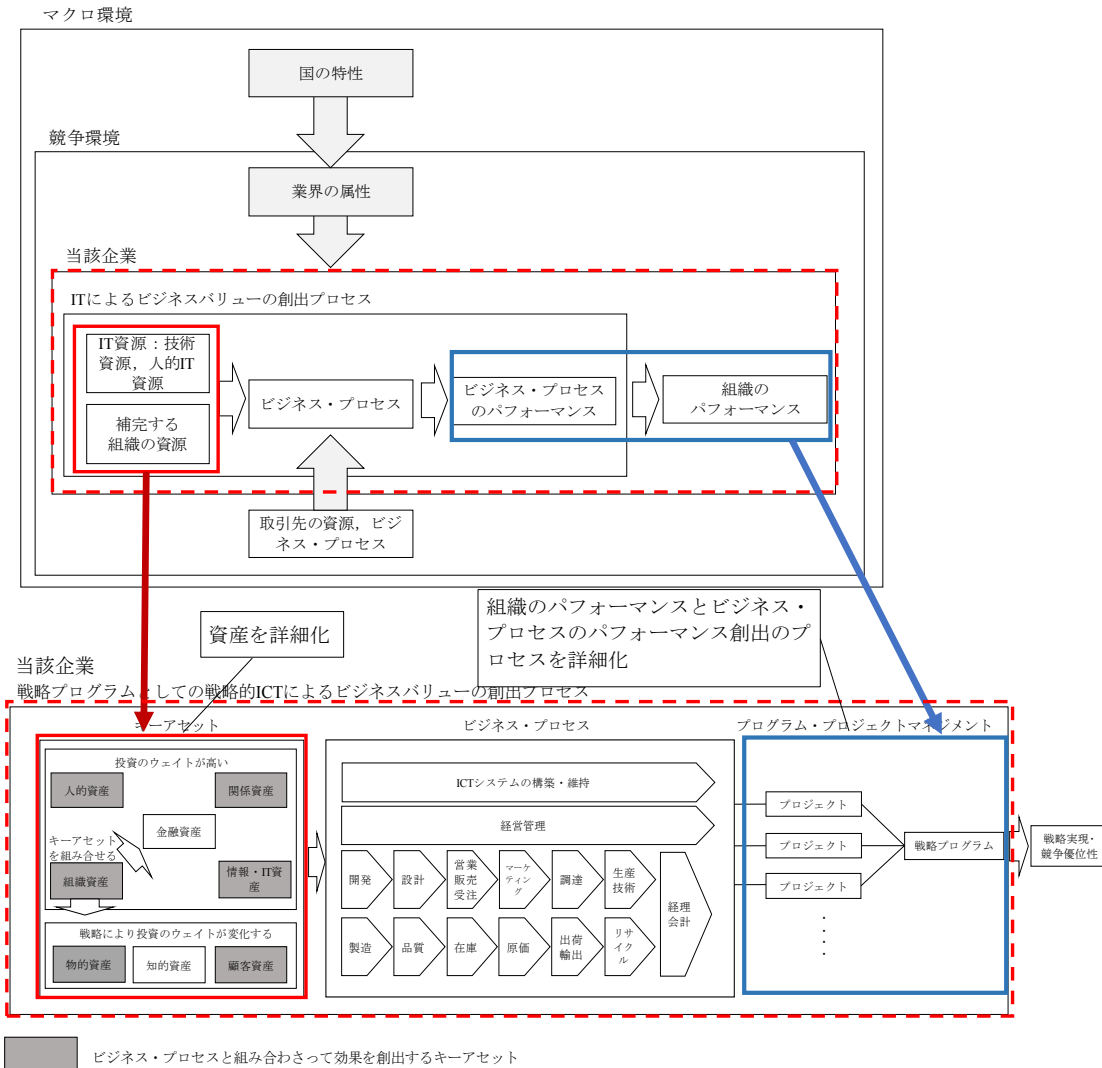 マクロ環境
国の特性
競争環境
業界の属性
当該企業
ITによるビジネスバリューの創出プロセス
IT資源：技術
資源，人的IT
資源
補完する
組織の資源
ビジネス・プロセス
ビジネス・プロセス
のパフォーマンス
組織の
パフォーマンス
取引先の資源，ビジ
ネス・プロセス
資産を詳細化
組織のパフォーマンスとビジネス・
プロセスのパフォーマンス創出のプ
ロセスを詳細化
当該企業
戦略プログラムとしての戦略的ICTによるビジネスバリューの創出プロセス
キーアセット
投資のウェイトが高い
人的資産
関係資産
金融資産
キーアセット
を組み合せる
組織資産
情報・IT資
産
戦略により投資のウェイトが変化する
物的資産
知的資産
顧客資産
ビジネス・プロセス
ICTシステムの構築・維持
経営管理
開発
設計
営業
販売
受注
マーケ
ティン
グ
調達
生産
技術
製造
品質
在庫
原価
出荷
輸出
リサ
イク
ル
経理
会計
プログラム・プロジェクトマネジメント
プロジェクト
プロジェクト
プロジェクト
・
・
・
・
戦略プログラム
戦略実現・
競争優位性
ビジネス・プロセスと組み合わさって効果を創出するキーアセット